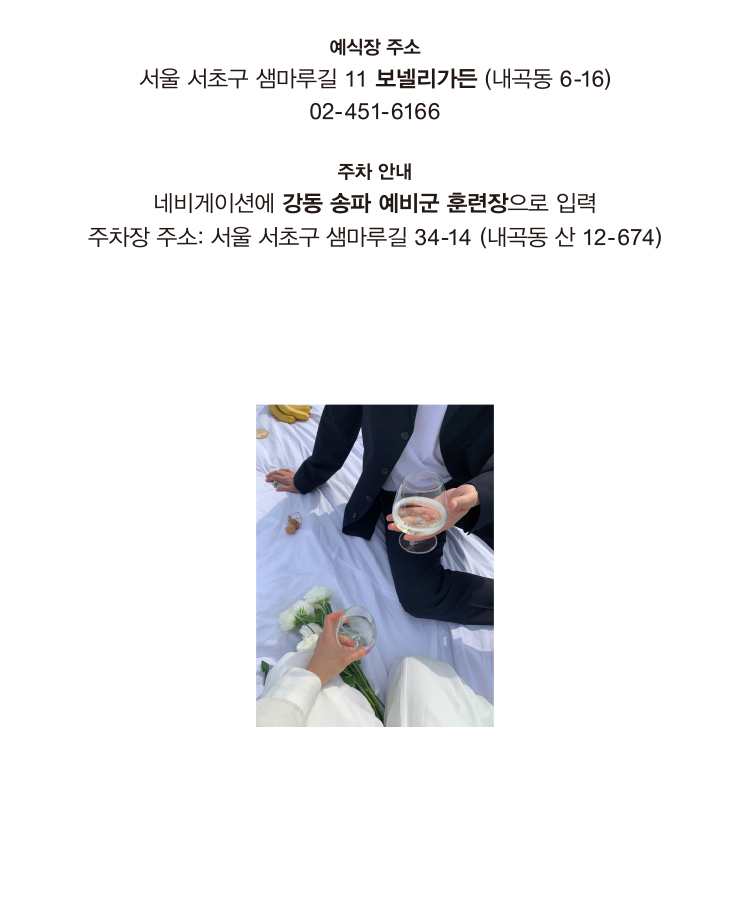 예식장 주소
서울 서초구 샘마루길 11 보넬리가든 (내곡동 6-16)
02-451-6166
주차 안내
네비게이션에 강동 송파 예비군 훈련장으로 입력
주차장 주소: 서울 서초구 샘마루길 34-14 (내곡동 산 12-674)